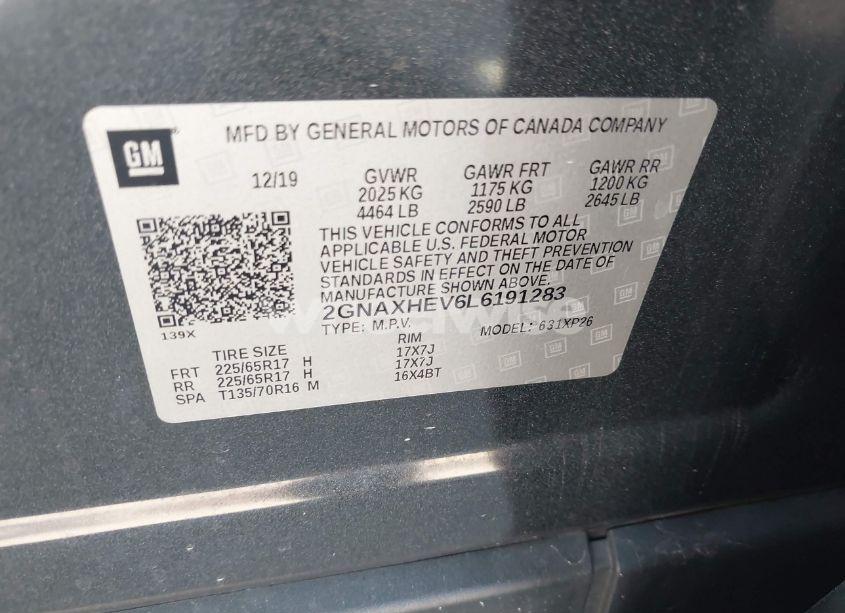 GM
MFD BY GENERAL MOTORS OF CANADA COMPANY
12/19 GVWR GAWR FRT GAWR RR
2025 KG 1175 KG 1200 KG
4464 LB 2590 LB 2645 LB
THIS VEHICLE CONFORMS TO ALL
APPLICABLE U.S. FEDERAL MOTOR
VEHICLE SAFETY AND THEFT PREVENTION
STANDARDS IN EFFECT ON THE DATE OF
MANUFACTURE SHOWN ABOVE.
2GNAXHEV6L6191283
139X TYPE: M.P.V. MODEL: 631XP26
TIRE SIZE RIM
FRT 225/65R17 H 17X7J
RR 225/65R17 H 17X7J
SPA T135/70R16 M 16X4BT